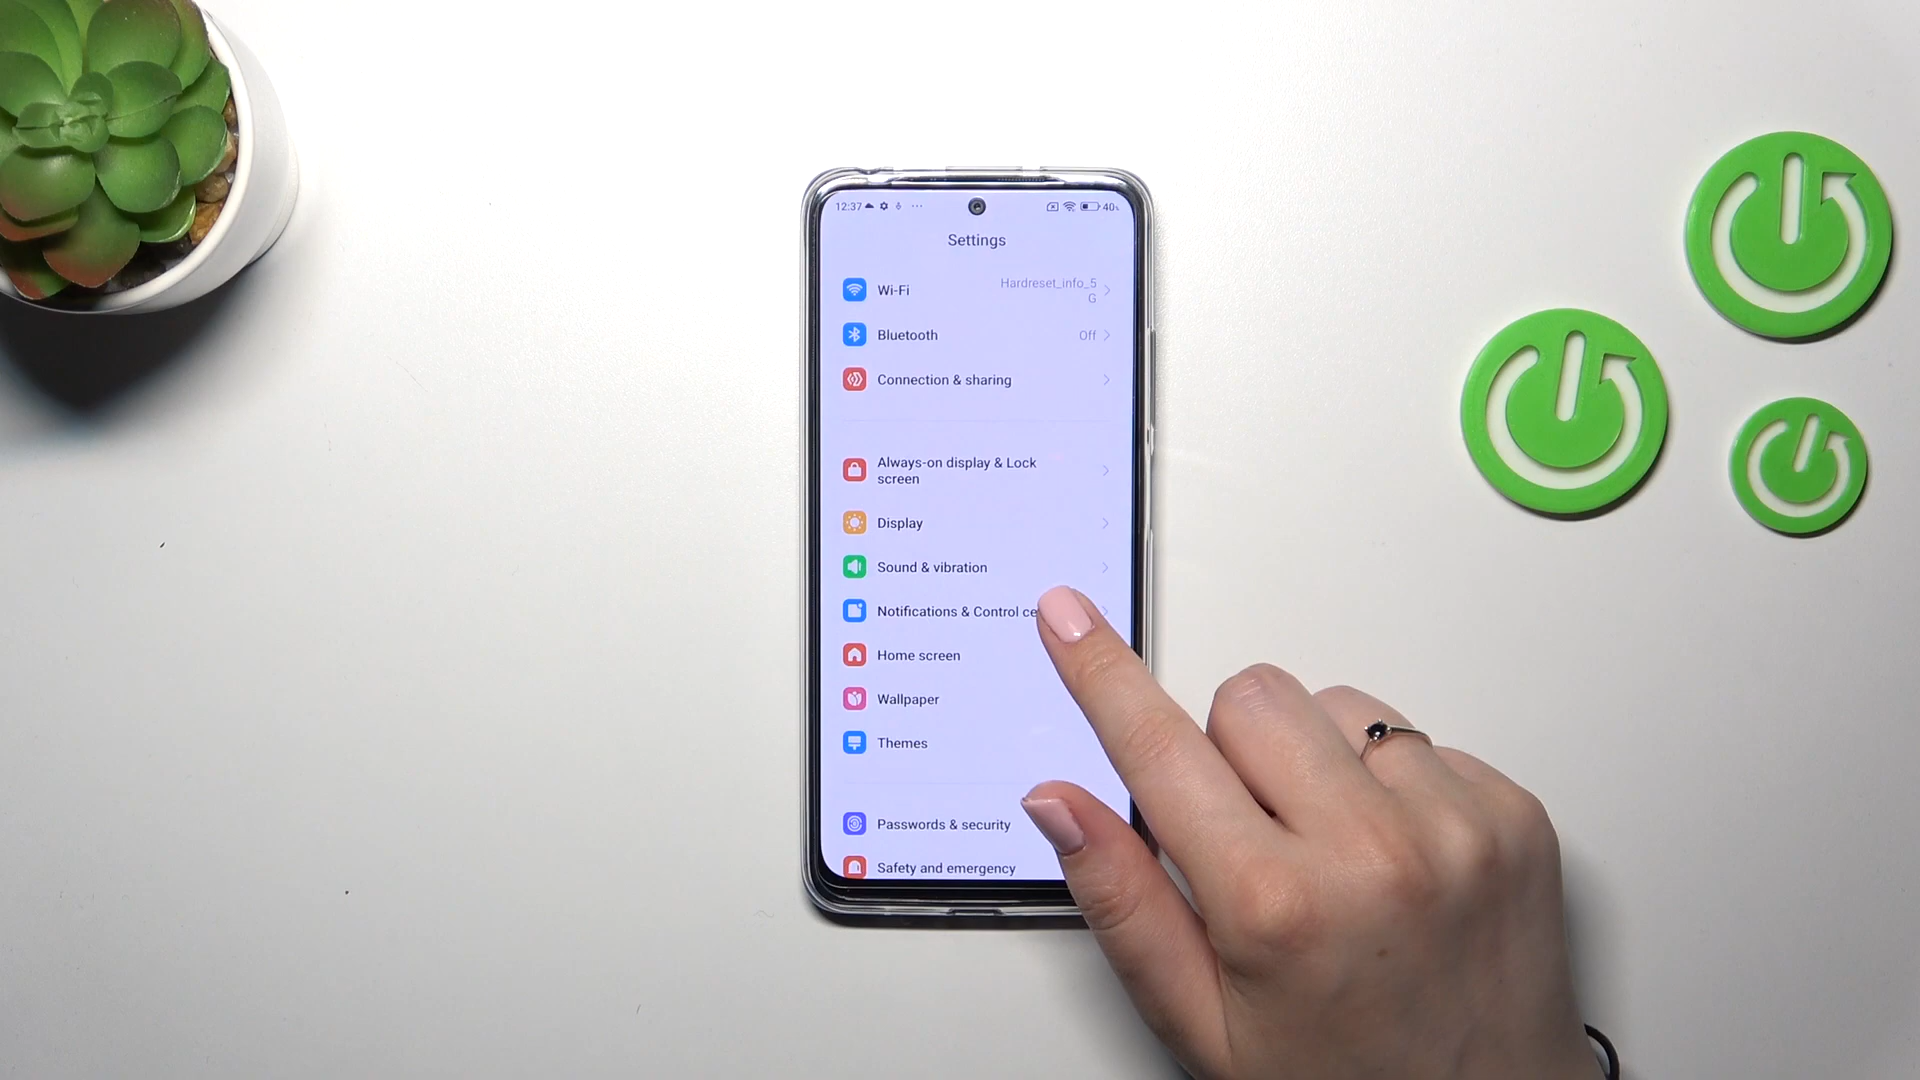 12:37 ... 40%
Settings
Wi-Fi Hardreset_info_5
G
Bluetooth Off
Connection & sharing
Always-on display & Lock
screen
Display
Sound & vibration
Notifications & Control ce
Home screen
Wallpaper
Themes
Passwords & security
Safety and emergency